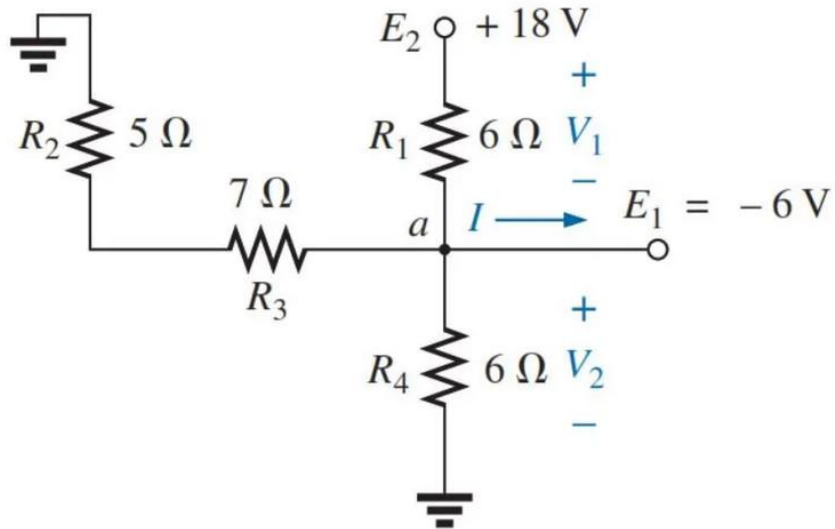 E₂ + 18 V
+
R₂ 5 Ω R₁ 6 Ω V₁
−
7 Ω
a I E₁ = − 6 V
R₃
+
R₄ 6 Ω V₂
−